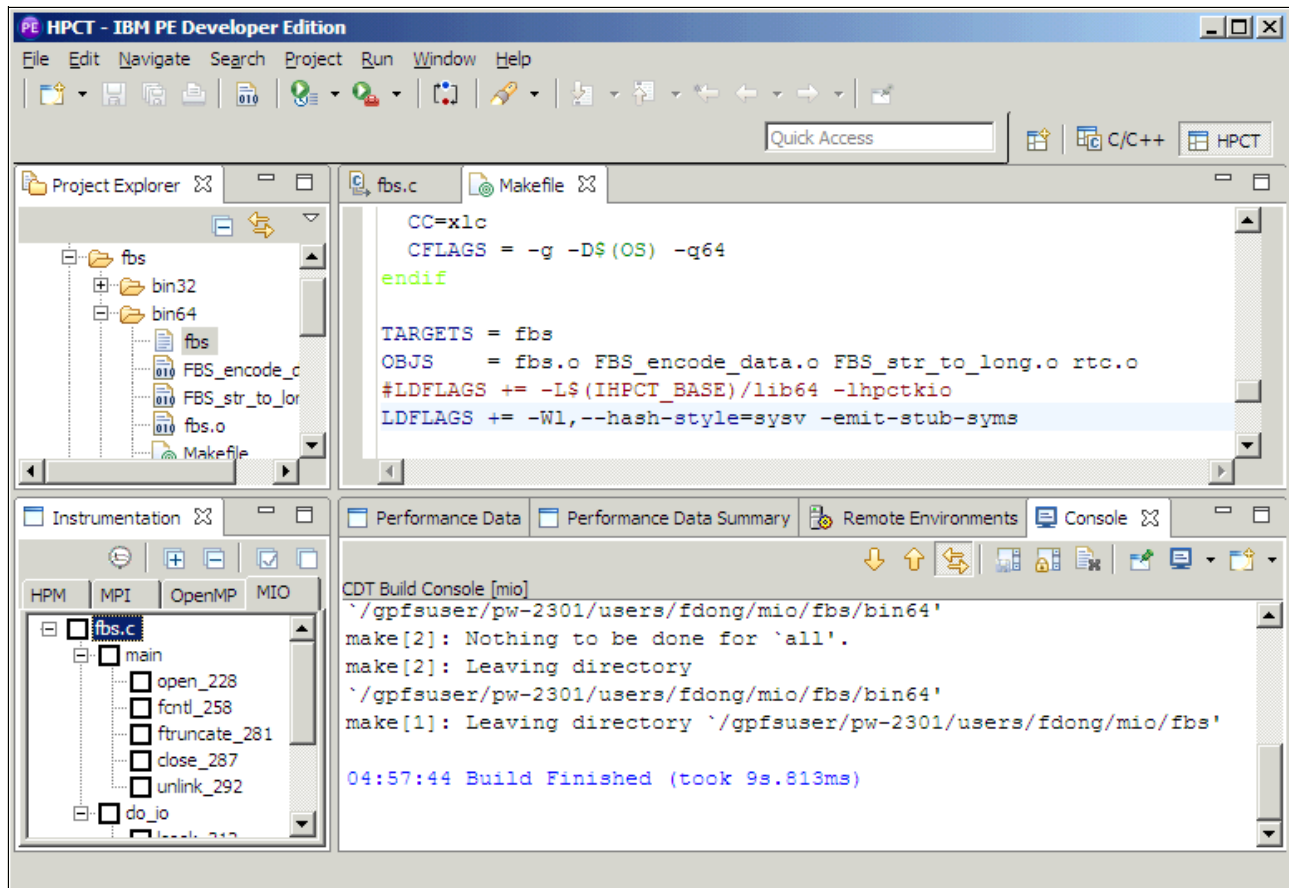 HPCT - IBM PE Developer Edition
File Edit Navigate Search Project Run Window Help
Quick Access
C/C++ HPCT
Project Explorer
fbs
bin32
bin64
fbs
FBS_encode_d
FBS_str_to_lor
fbs.o
Makefile
fbs.c Makefile
CC=xlc
CFLAGS = -g -D$(OS) -q64
endif
TARGETS = fbs
OBJS = fbs.o FBS_encode_data.o FBS_str_to_long.o rtc.o
#LDFLAGS += -L$(IHPCT_BASE)/lib64 -lhpctkio
LDFLAGS += -Wl,--hash-style=sysv -emit-stub-syms
Instrumentation
HPM MPI OpenMP MIO
fbs.c
main
open_228
fcntl_258
ftruncate_281
close_287
unlink_292
do_io
Performance Data Performance Data Summary Remote Environments Console
CDT Build Console [mio]
`/gpfsuser/pw-2301/users/fdong/mio/fbs/bin64'
make[2]: Nothing to be done for `all'.
make[2]: Leaving directory
`/gpfsuser/pw-2301/users/fdong/mio/fbs/bin64'
make[1]: Leaving directory `/gpfsuser/pw-2301/users/fdong/mio/fbs'
04:57:44 Build Finished (took 9s.813ms)